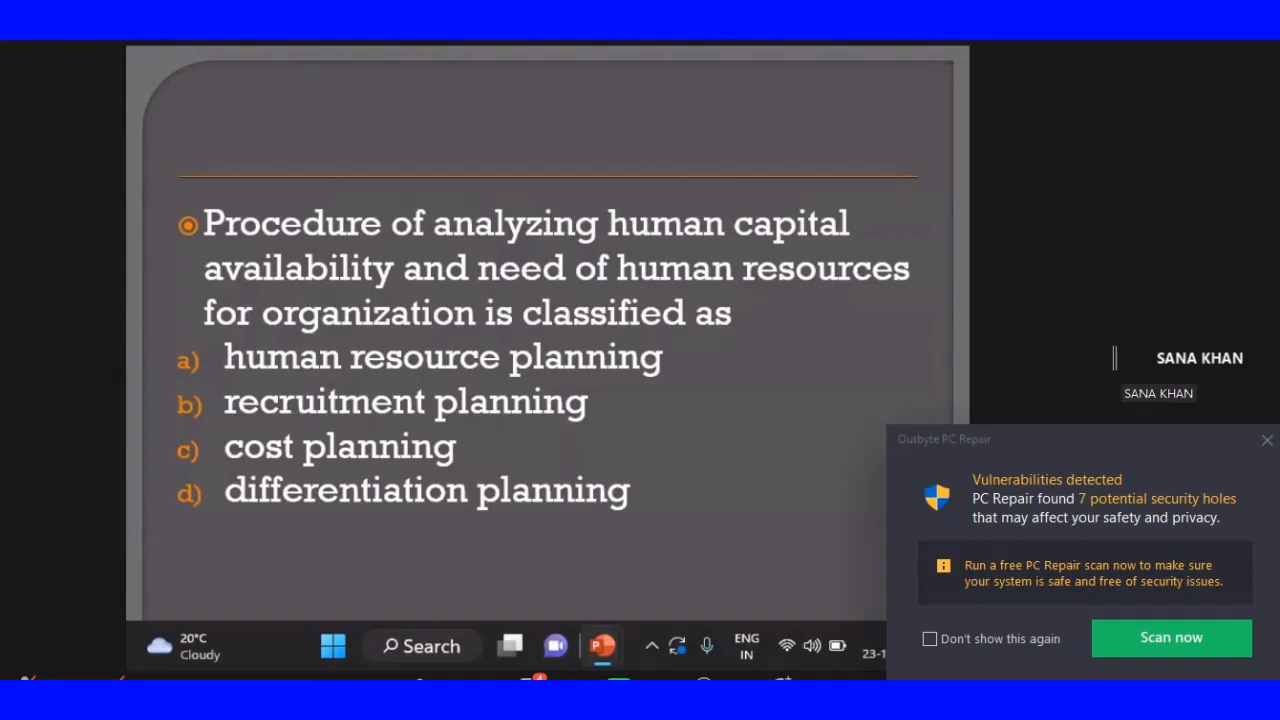 Procedure of analyzing human capital
availability and need of human resources
for organization is classified as
a) human resource planning
b) recruitment planning
c) cost planning
d) differentiation planning
SANA KHAN
SANA KHAN
Outbyte PC Repair
Vulnerabilities detected
PC Repair found 7 potential security holes
that may affect your safety and privacy.
Run a free PC Repair scan now to make sure
your system is safe and free of security issues.
Don't show this again
Scan now
20°C
Cloudy
Search
ENG
IN
23-1
4